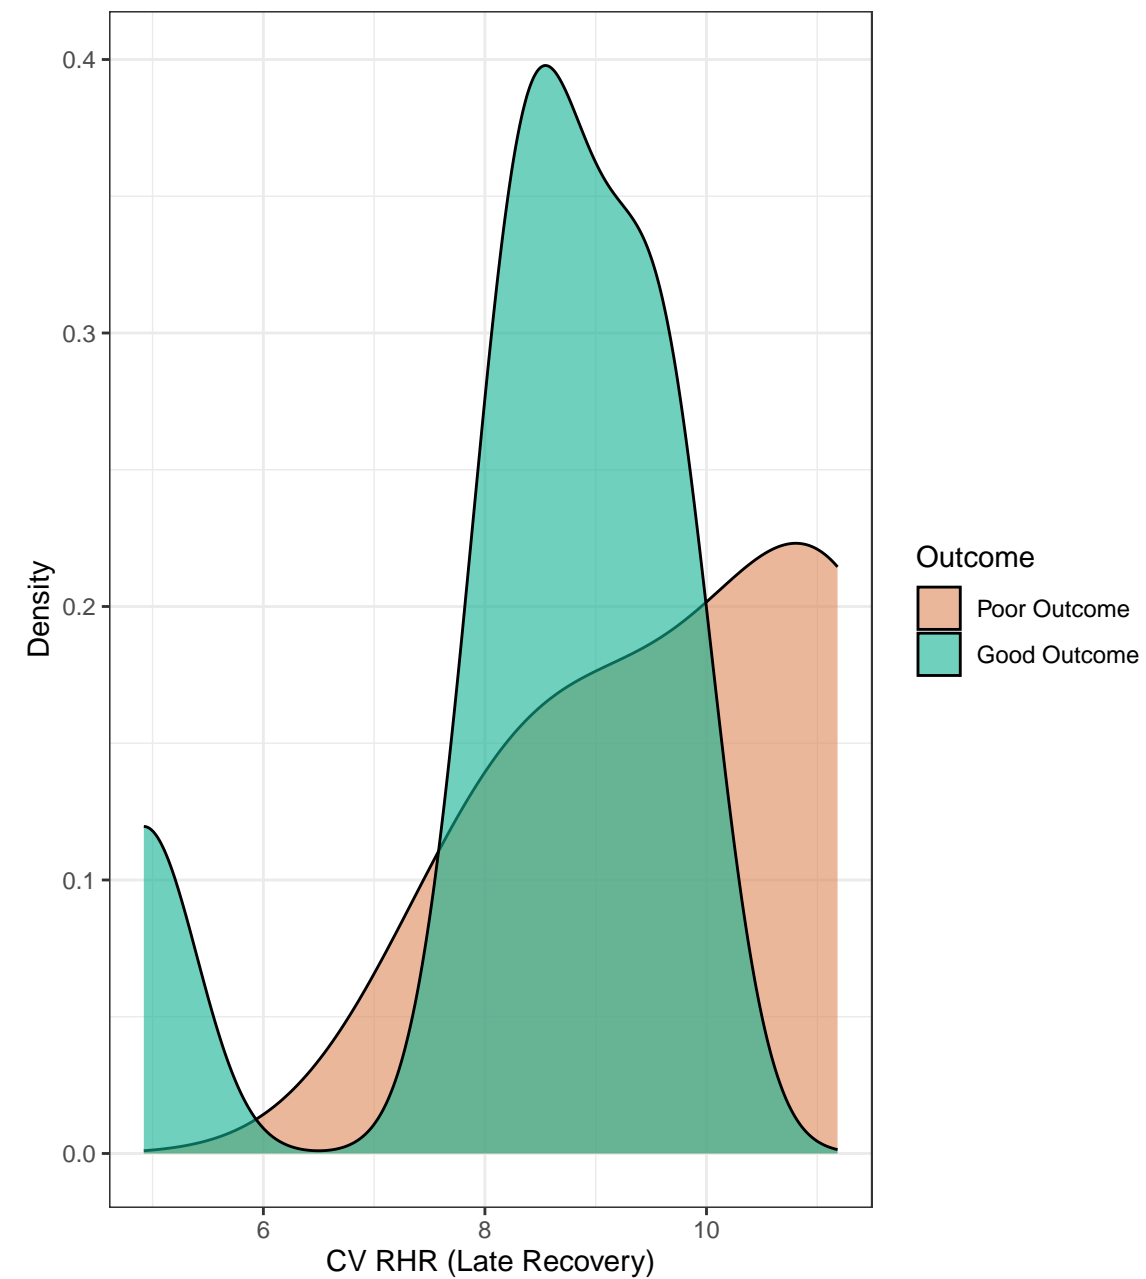 0.4
0.3
0.2
0.1
0.0
Density
6 8 10
CV RHR (Late Recovery)
Outcome
Poor Outcome
Good Outcome